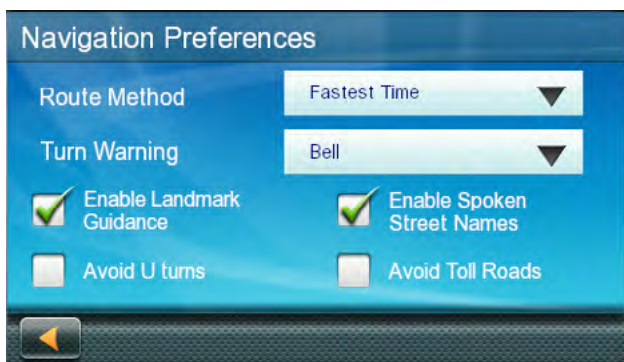 Navigation Preferences
Route Method
Fastest Time
Turn Warning
Bell
Enable Landmark
Guidance
Enable Spoken
Street Names
Avoid U turns
Avoid Toll Roads